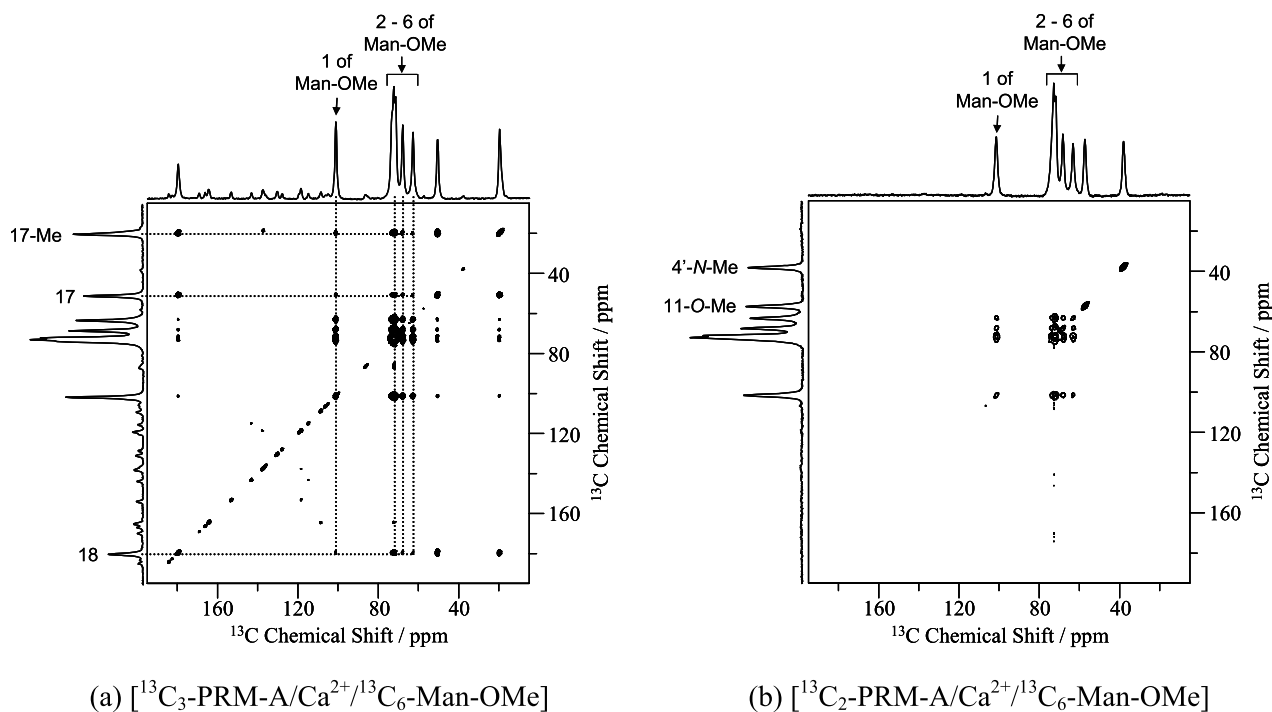 2 - 6 of
Man-OMe
1 of
Man-OMe
17-Me
17
18
40
80
120
160
¹³C Chemical Shift / ppm
160 120 80 40
¹³C Chemical Shift / ppm
(a) [¹³C₃-PRM-A/Ca²⁺/¹³C₆-Man-OMe]
2 - 6 of
Man-OMe
1 of
Man-OMe
4'-N-Me
11-O-Me
40
80
120
160
¹³C Chemical Shift / ppm
160 120 80 40
¹³C Chemical Shift / ppm
(b) [¹³C₂-PRM-A/Ca²⁺/¹³C₆-Man-OMe]